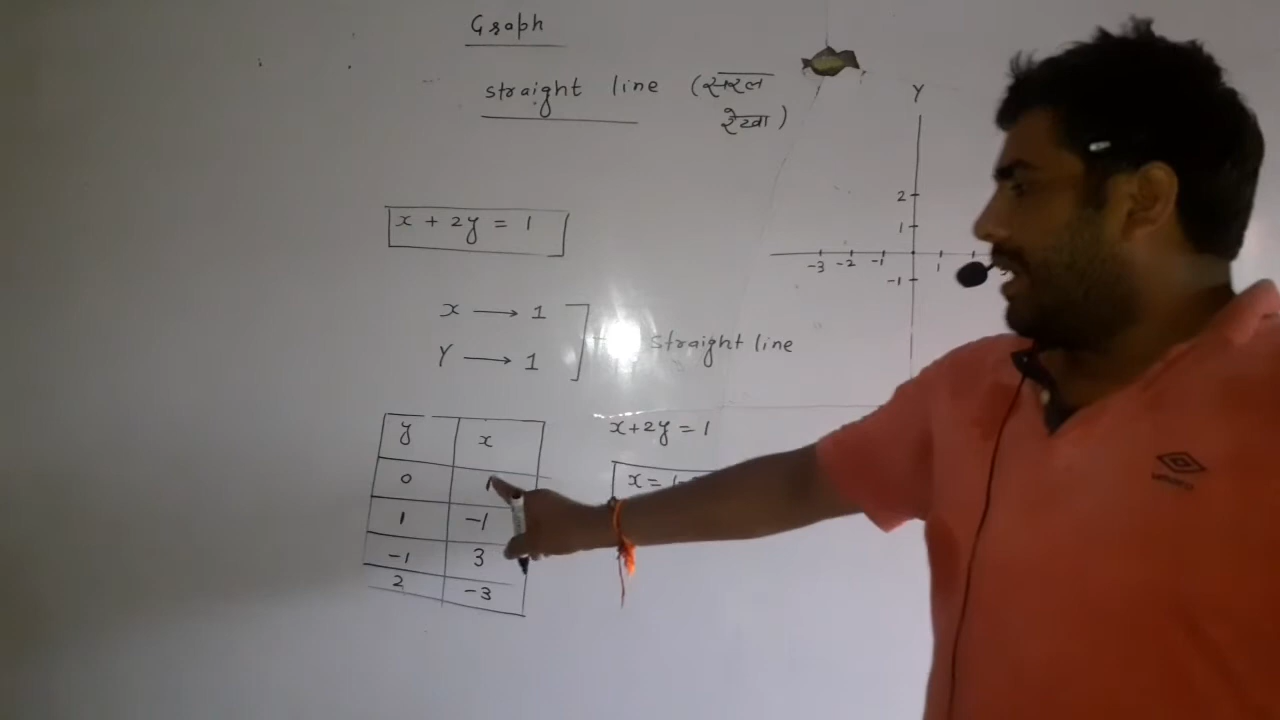 Graph
straight line (सरल
रेखा)
x + 2y = 1
x → 1
Y → 1
straight line
y x
0 1
1 -1
-1 3
2 -3
x+2y = 1
x = 1
Y
2
1
-3 -2 -1 1
-1
UMBRO